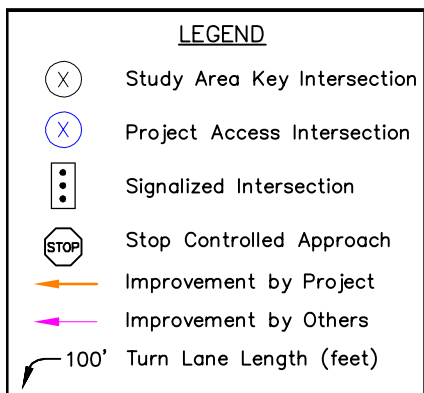 LEGEND
X Study Area Key Intersection
X Project Access Intersection
Signalized Intersection
STOP Stop Controlled Approach
Improvement by Project
Improvement by Others
100' Turn Lane Length (feet)